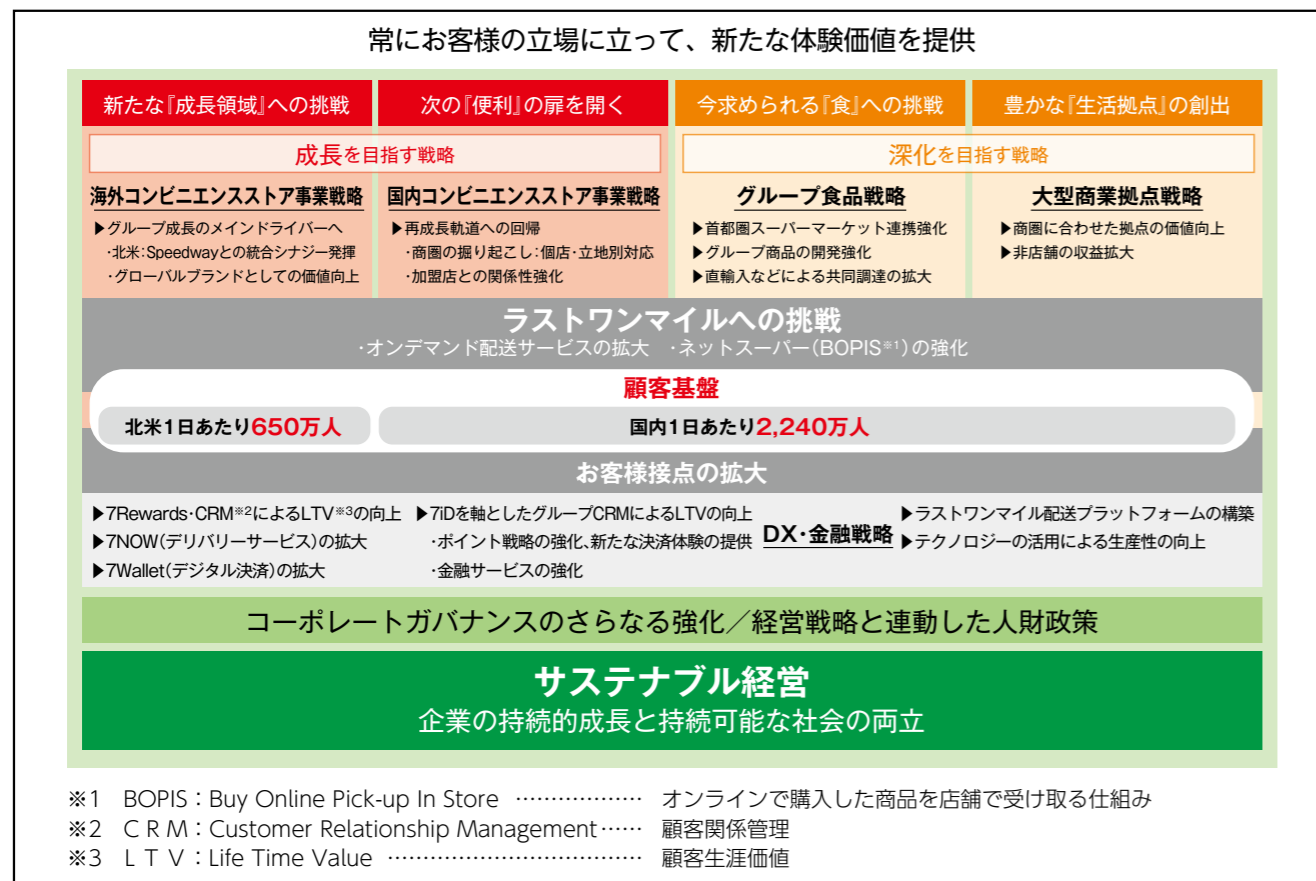 常にお客様の立場に立って、新たな体験価値を提供
新たな『成長領域』への挑戦
次の『便利』の扉を開く
今求められる『食』への挑戦
豊かな『生活拠点』の創出
成長を目指す戦略
深化を目指す戦略
海外コンビニエンスストア事業戦略
▶グループ成長のメインドライバーへ
・北米：Speedwayとの統合シナジー発揮
・グローバルブランドとしての価値向上
国内コンビニエンスストア事業戦略
▶再成長軌道への回帰
・商圏の掘り起こし：個店・立地別対応
・加盟店との関係性強化
グループ食品戦略
▶首都圏スーパーマーケット連携強化
▶グループ商品の開発強化
▶直輸入などによる共同調達の拡大
大型商業拠点戦略
▶商圏に合わせた拠点の価値向上
▶非店舗の収益拡大
ラストワンマイルへの挑戦
・オンデマンド配送サービスの拡大 ・ネットスーパー（BOPIS※1）の強化
顧客基盤
北米1日あたり650万人
国内1日あたり2,240万人
お客様接点の拡大
▶7Rewards・CRM※2によるLTV※3の向上
▶7NOW（デリバリーサービス）の拡大
▶7Wallet（デジタル決済）の拡大
▶7iDを軸としたグループCRMによるLTVの向上
・ポイント戦略の強化、新たな決済体験の提供
・金融サービスの強化
DX・金融戦略
▶ラストワンマイル配送プラットフォームの構築
▶テクノロジーの活用による生産性の向上
コーポレートガバナンスのさらなる強化／経営戦略と連動した人財政策
サステナブル経営
企業の持続的成長と持続可能な社会の両立
※1 BOPIS：Buy Online Pick-up In Store ……………… オンラインで購入した商品を店舗で受け取る仕組み
※2 C R M：Customer Relationship Management…… 顧客関係管理
※3 L T V：Life Time Value ……………………………… 顧客生涯価値